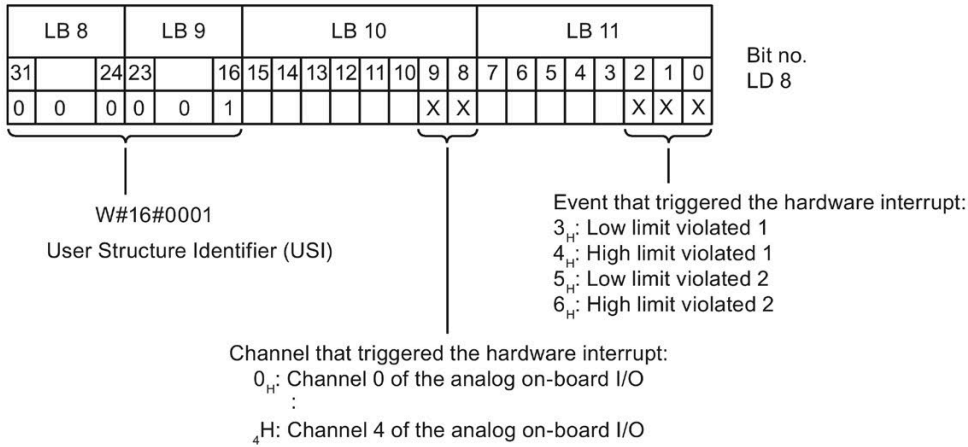 LB 8 LB 9 LB 10 LB 11
31 24 23 16 15 14 13 12 11 10 9 8 7 6 5 4 3 2 1 0
0 0 0 0 0 1 X X X X X
Bit no.
LD 8
W#16#0001
User Structure Identifier (USI)
Event that triggered the hardware interrupt:
3H: Low limit violated 1
4H: High limit violated 1
5H: Low limit violated 2
6H: High limit violated 2
Channel that triggered the hardware interrupt:
0H: Channel 0 of the analog on-board I/O
:
4H: Channel 4 of the analog on-board I/O